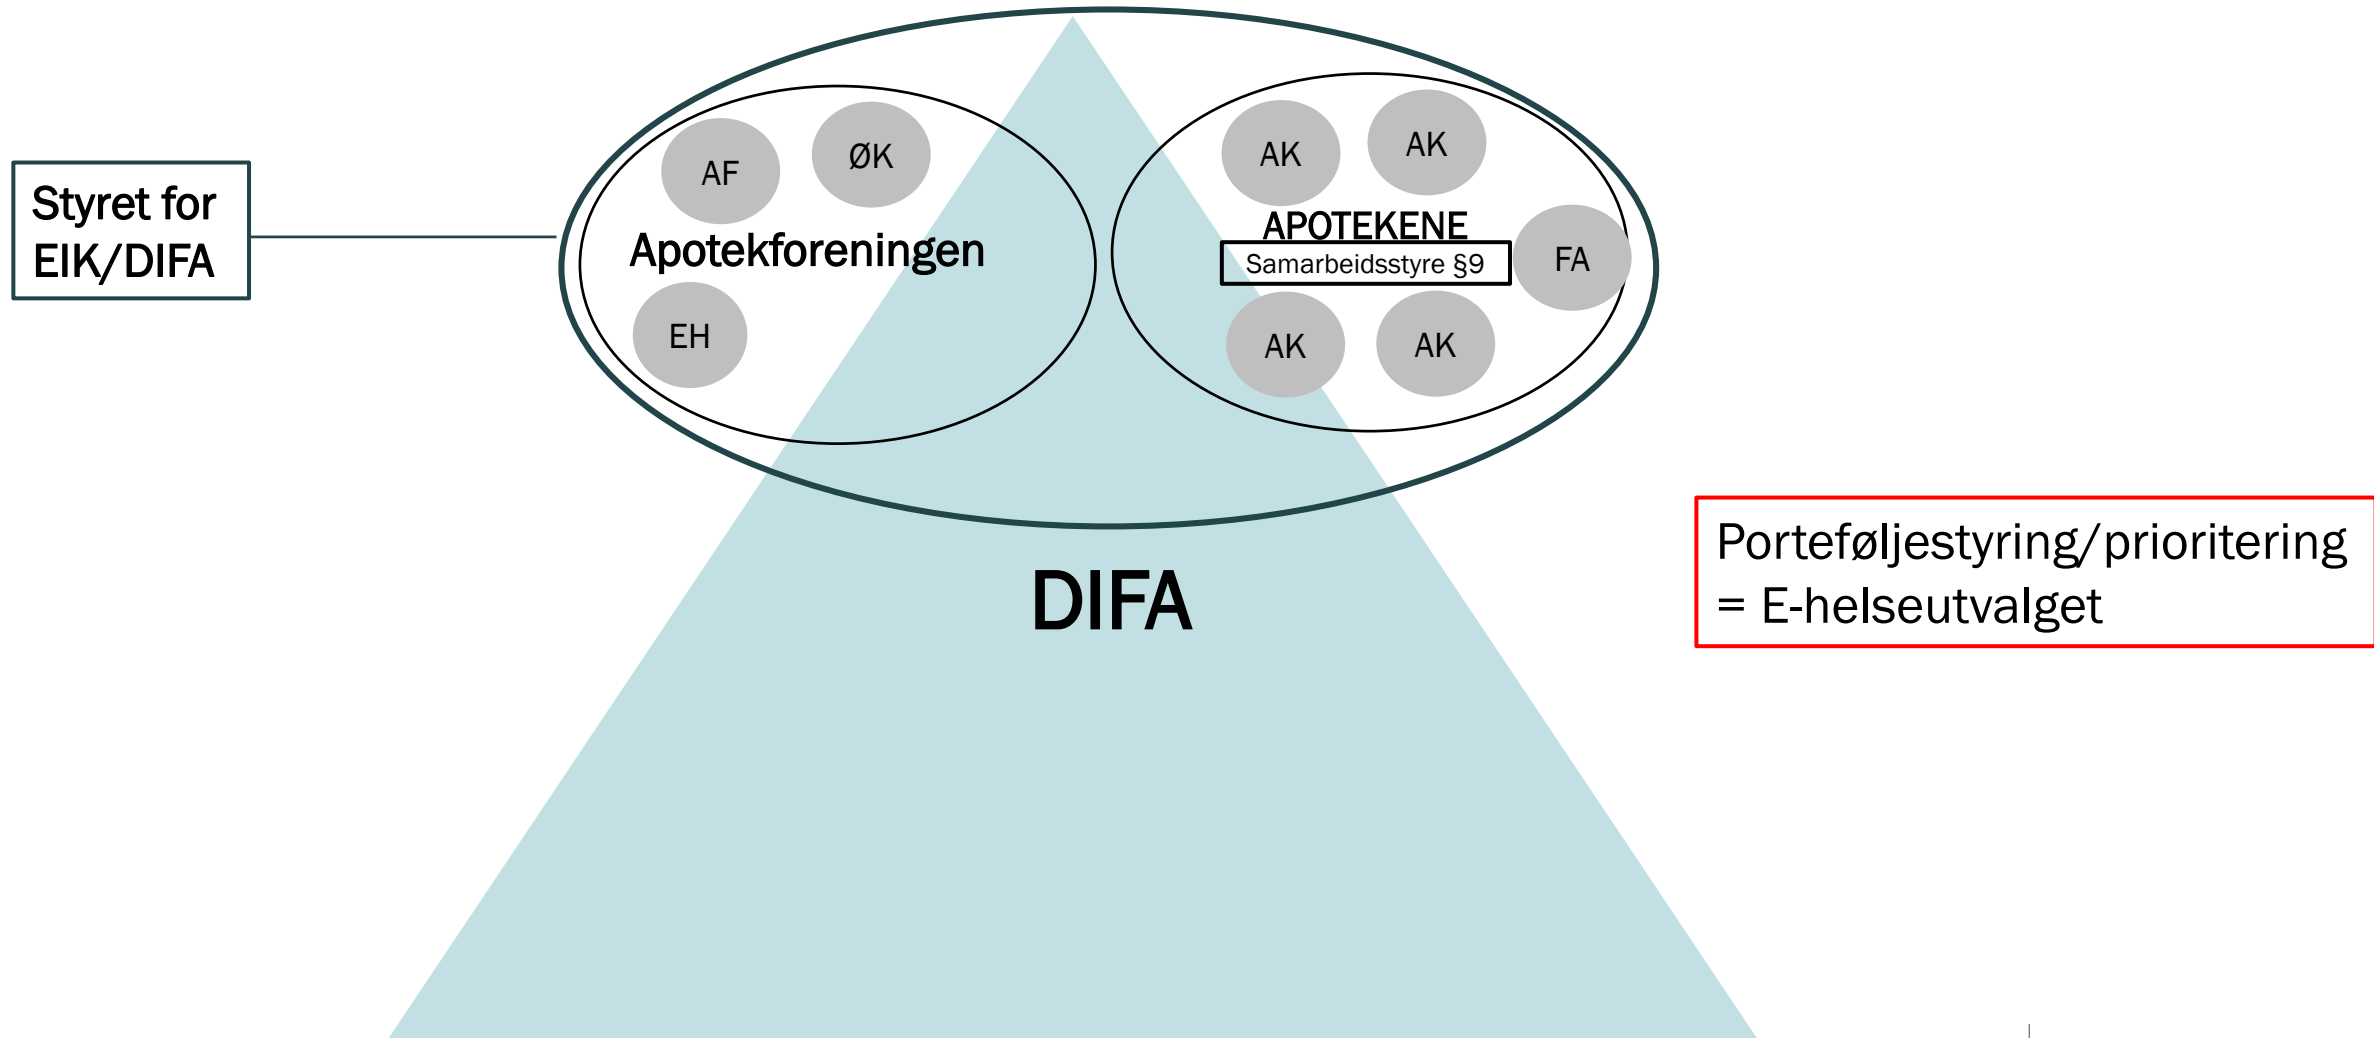 Styret for
EIK/DIFA
AF
ØK
Apotekforeningen
EH
AK
AK
APOTEKENE
Samarbeidsstyre §9
FA
AK
AK
DIFA
Porteføljestyring/prioritering
= E-helseutvalget